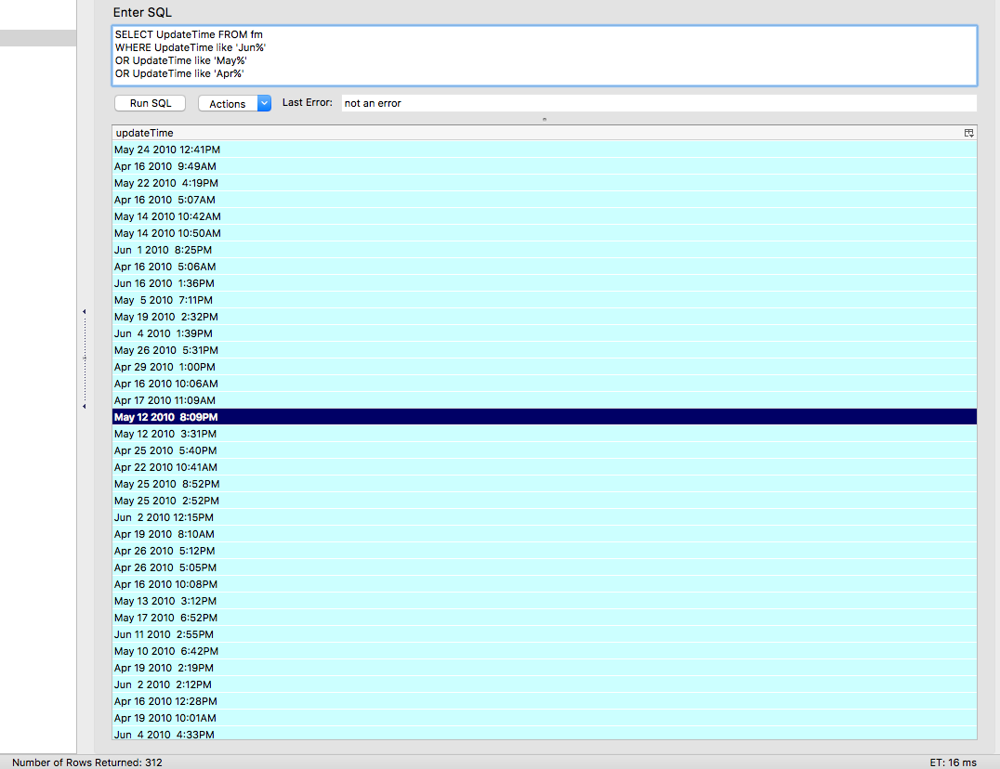 Enter SQL
SELECT UpdateTime FROM fm
WHERE UpdateTime like 'Jun%'
OR UpdateTime like 'May%'
OR UpdateTime like 'Apr%'
Run SQL Actions Last Error: not an error
updateTime
May 24 2010 12:41PM
Apr 16 2010  9:49AM
May 22 2010  4:19PM
Apr 16 2010  5:07AM
May 14 2010 10:42AM
May 14 2010 10:50AM
Jun  1 2010  8:25PM
Apr 16 2010  5:06AM
Jun 16 2010  1:36PM
May  5 2010  7:11PM
May 19 2010  2:32PM
Jun  4 2010  1:39PM
May 26 2010  5:31PM
Apr 29 2010  1:00PM
Apr 16 2010 10:06AM
Apr 17 2010 11:09AM
May 12 2010  8:09PM
May 12 2010  3:31PM
Apr 25 2010  5:40PM
Apr 22 2010 10:41AM
May 25 2010  8:52PM
May 25 2010  2:52PM
Jun  2 2010 12:15PM
Apr 19 2010  8:10AM
Apr 26 2010  5:12PM
Apr 26 2010  5:05PM
Apr 16 2010 10:08PM
May 13 2010  3:12PM
May 17 2010  6:52PM
Jun 11 2010  2:55PM
May 10 2010  6:42PM
Apr 19 2010  2:19PM
Jun  2 2010  2:12PM
Apr 16 2010 12:28PM
Apr 19 2010 10:01AM
Jun  4 2010  4:33PM
Number of Rows Returned: 312 ET: 16 ms